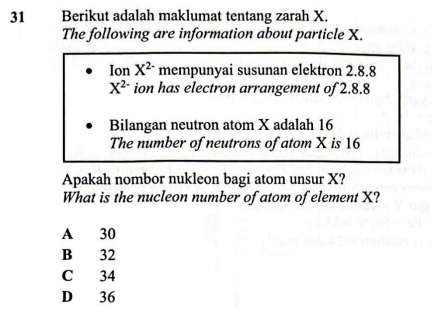 31 Berikut adalah maklumat tentang zarah X.
The following are information about particle X.
• Ion X²⁻ mempunyai susunan elektron 2.8.8
X²⁻ ion has electron arrangement of 2.8.8
• Bilangan neutron atom X adalah 16
The number of neutrons of atom X is 16
Apakah nombor nukleon bagi atom unsur X?
What is the nucleon number of atom of element X?
A 30
B 32
C 34
D 36